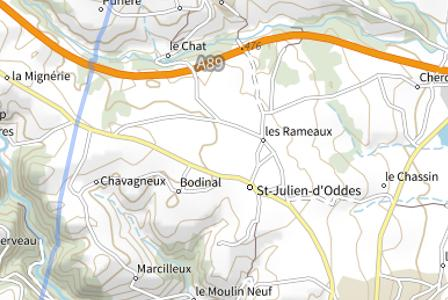 le Chat
476
A89
la Mignérie
les Rameaux
Chavagneux
Bodinal
le Chassin
St-Julien-d'Oddes
Marcilleux
le Moulin Neuf